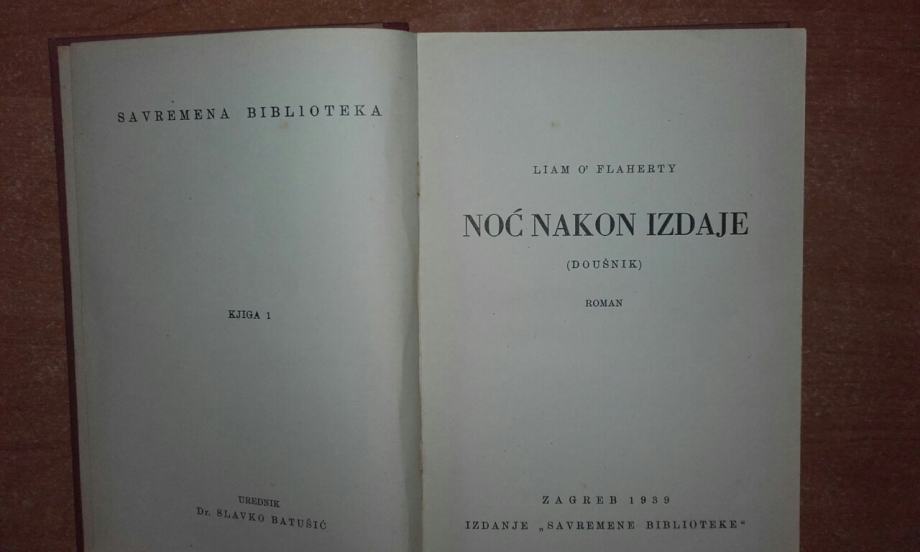 SAVREMENA BIBLIOTEKA
KJIGA 1
UREDNIK
Dr. SLAVKO BATUŠIĆ
LIAM O' FLAHERTY
NOĆ NAKON IZDAJE
(DOUŠNIK)
ROMAN
ZAGREB 1939
IZDANJE „SAVREMENE BIBLIOTEKE“